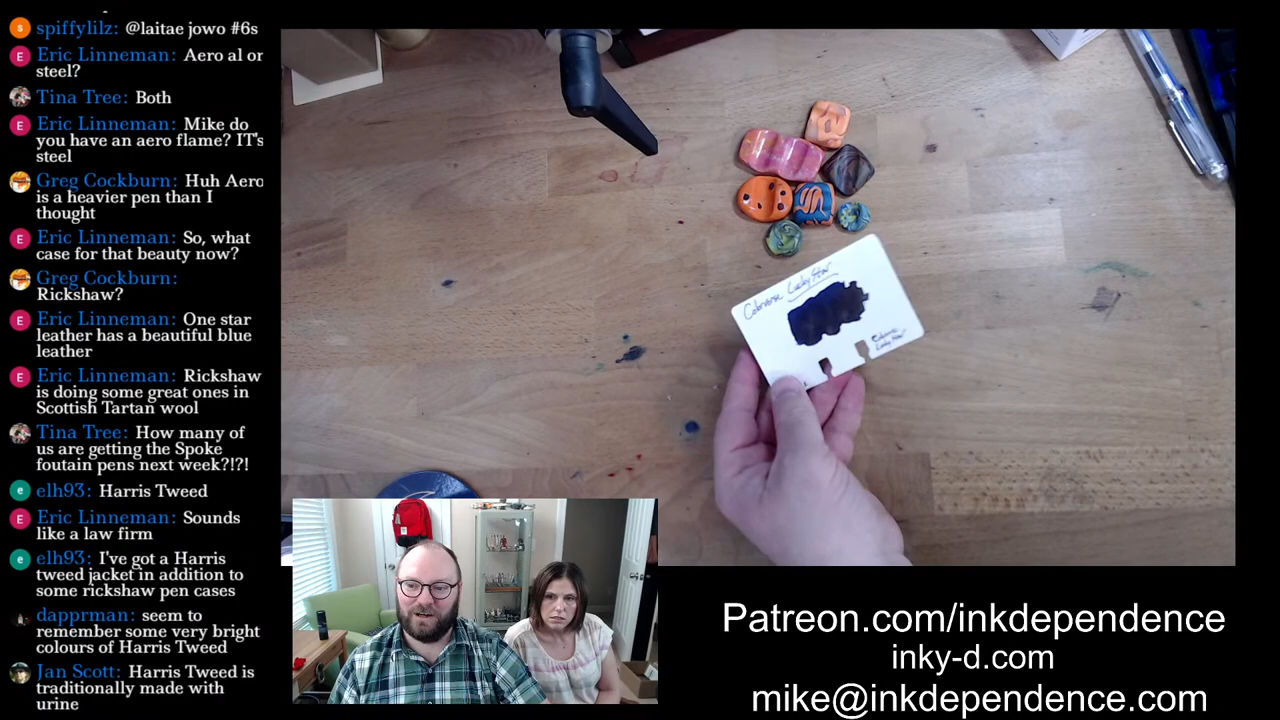 spiffylilz: @laitae jowo #6s
Eric Linneman: Aero al or
steel?
Tina Tree: Both
Eric Linneman: Mike do
you have an aero flame? IT's
steel
Greg Cockburn: Huh Aero
is a heavier pen than I
thought
Eric Linneman: So, what
case for that beauty now?
Greg Cockburn:
Rickshaw?
Eric Linneman: One star
leather has a beautiful blue
leather
Eric Linneman: Rickshaw
is doing some great ones in
Scottish Tartan wool
Tina Tree: How many of
us are getting the Spoke
foutain pens next week?!?!
elh93: Harris Tweed
Eric Linneman: Sounds
like a law firm
elh93: I've got a Harris
tweed jacket in addition to
some rickshaw pen cases
dapprman: seem to
remember some very bright
colours of Harris Tweed
Jan Scott: Harris Tweed is
traditionally made with
urine
Colorverse Lucky Star
Colorverse
Lucky Star
Patreon.com/inkdependence
inky-d.com
mike@inkdependence.com